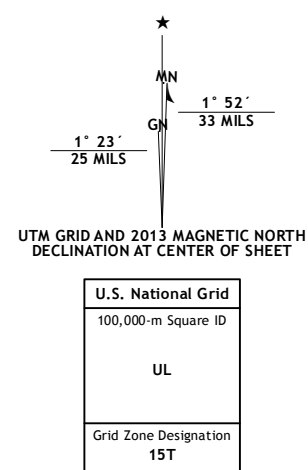 ★
MN
GN
1° 52´
33 MILS
1° 23´
25 MILS
UTM GRID AND 2013 MAGNETIC NORTH
DECLINATION AT CENTER OF SHEET
U.S. National Grid
100,000-m Square ID
UL
Grid Zone Designation
15T